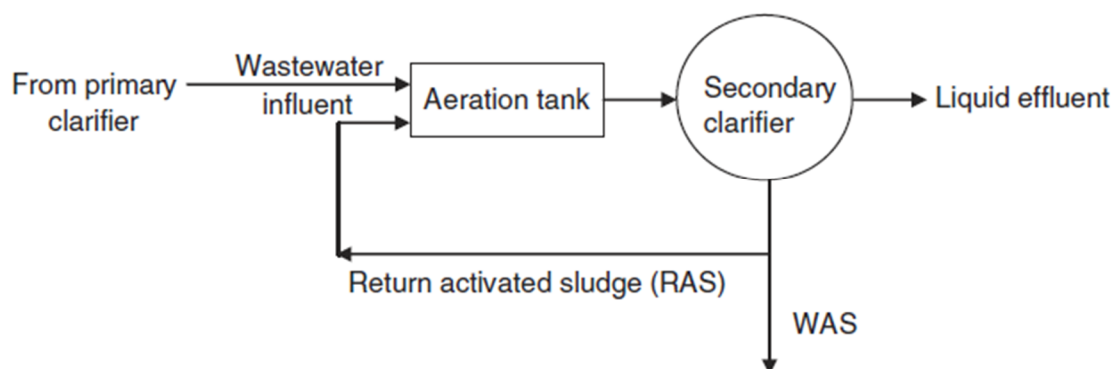 From primary
clarifier
Wastewater
influent
Aeration tank
Secondary
clarifier
Liquid effluent
Return activated sludge (RAS)
WAS